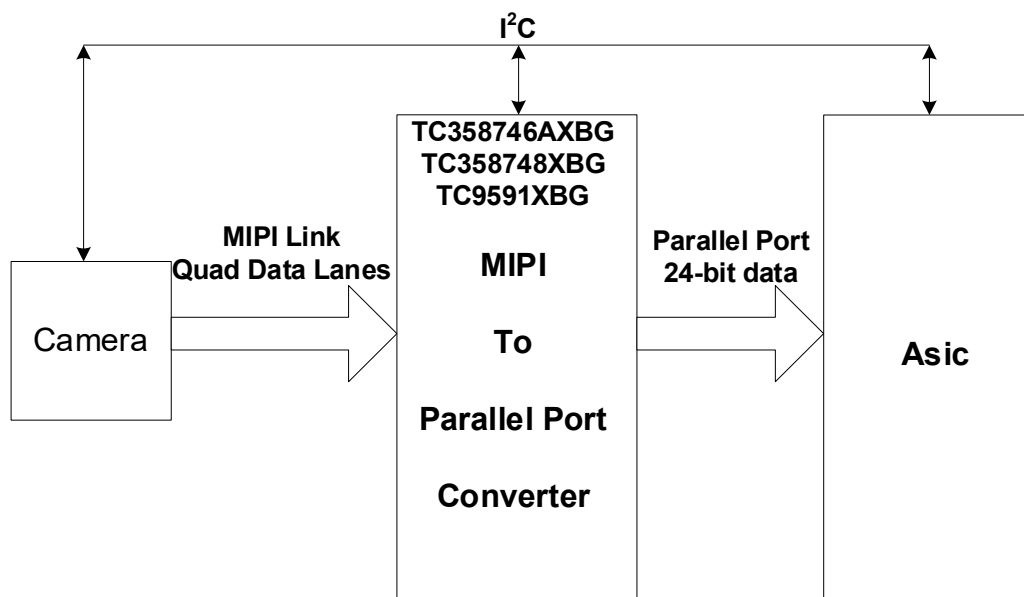 I²C
TC358746AXBG
TC358748XBG
TC9591XBG
MIPI Link
Quad Data Lanes
MIPI
To
Parallel Port
Converter
Parallel Port
24-bit data
Camera
Asic